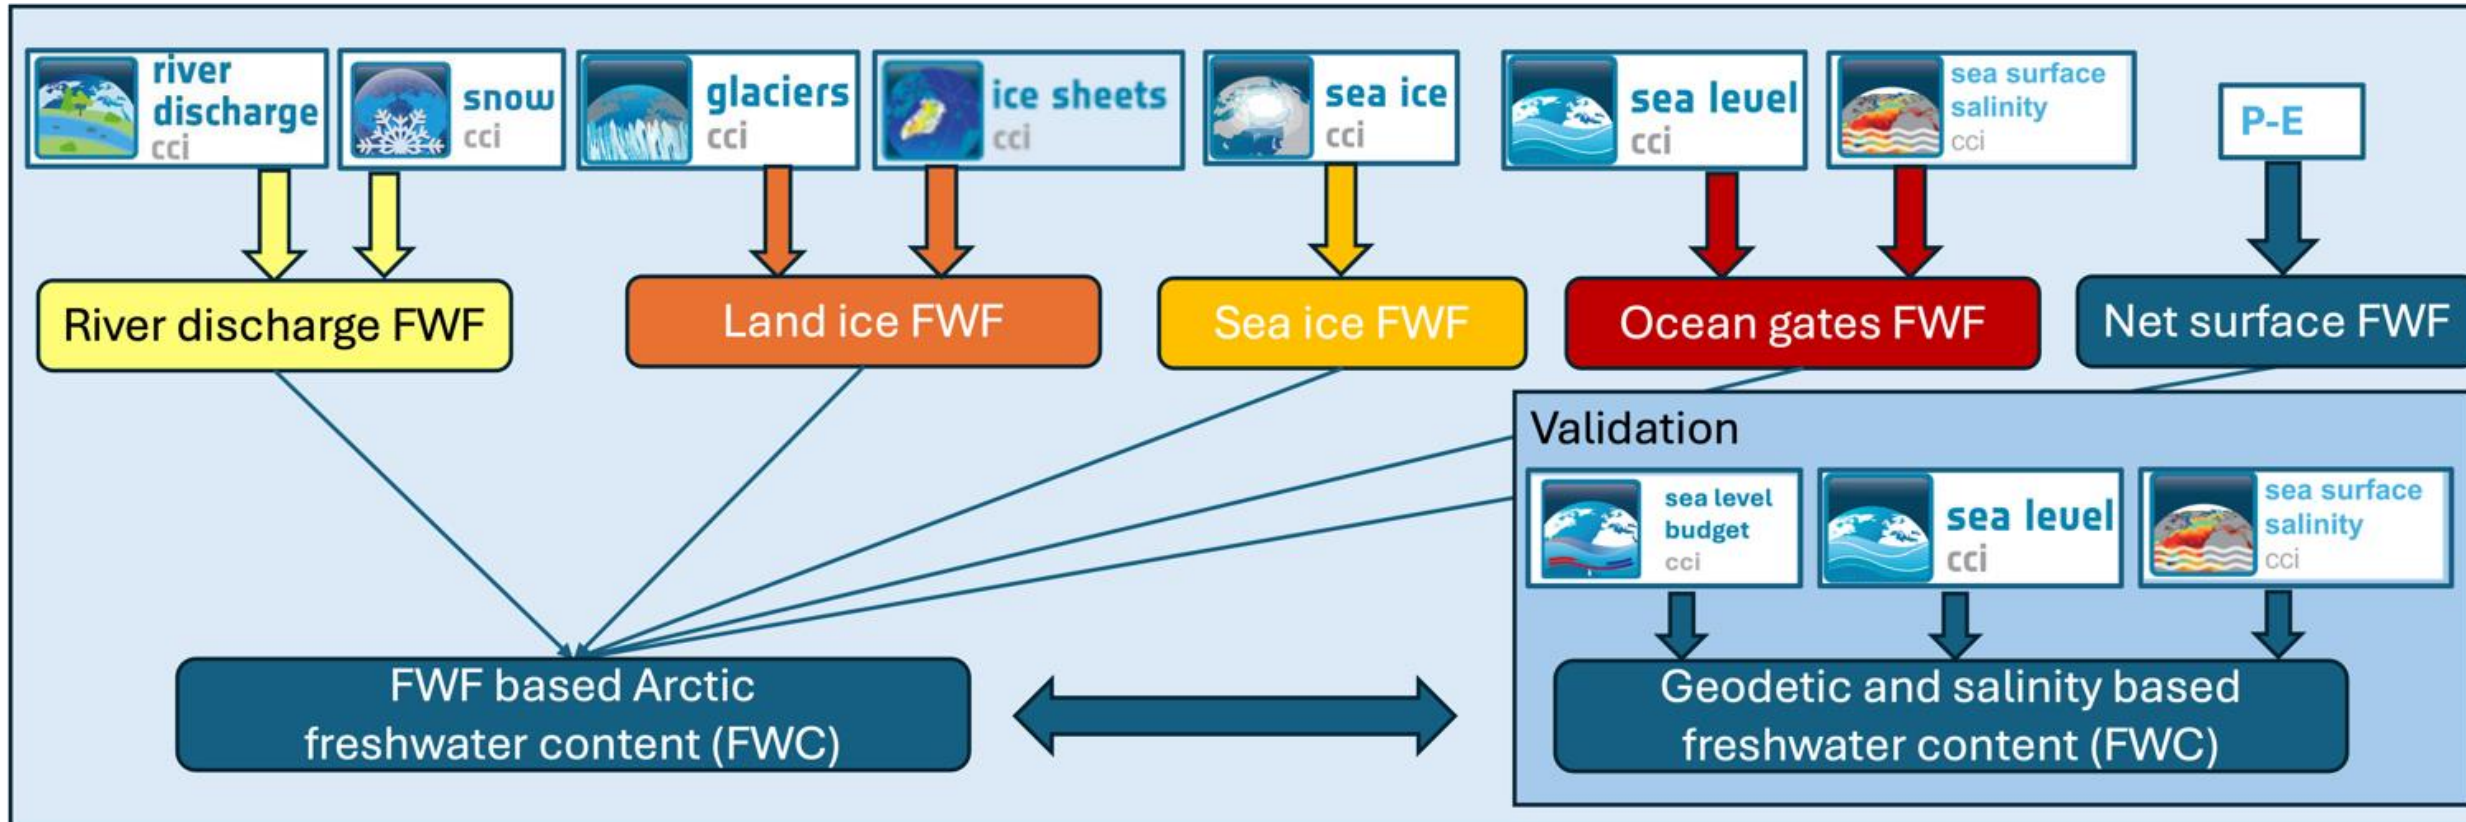 river
discharge
cci
snow
cci
glaciers
cci
ice sheets
cci
sea ice
cci
sea level
cci
sea surface
salinity
cci
P-E
River discharge FWF
Land ice FWF
Sea ice FWF
Ocean gates FWF
Net surface FWF
Validation
sea level
budget
cci
sea level
cci
sea surface
salinity
cci
FWF based Arctic
freshwater content (FWC)
Geodetic and salinity based
freshwater content (FWC)